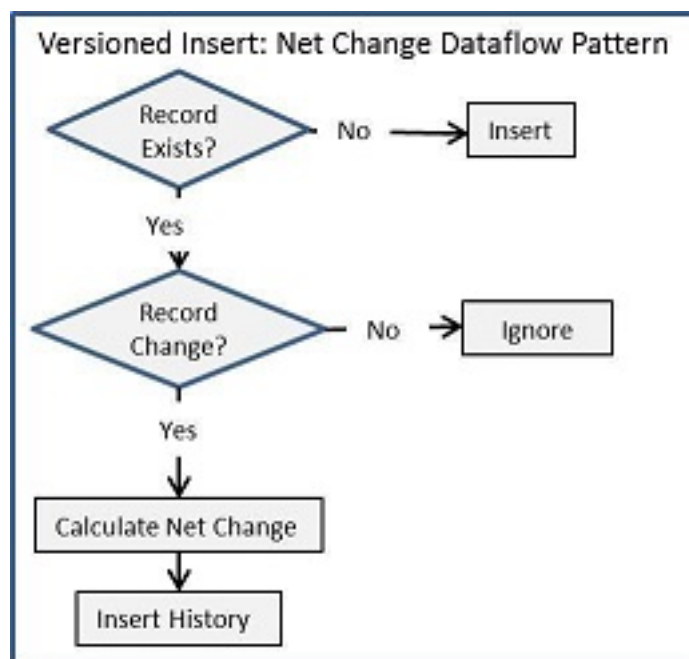 Versioned Insert: Net Change Dataflow Pattern
Record
Exists?
No
Insert
Yes
Record
Change?
No
Ignore
Yes
Calculate Net Change
Insert History